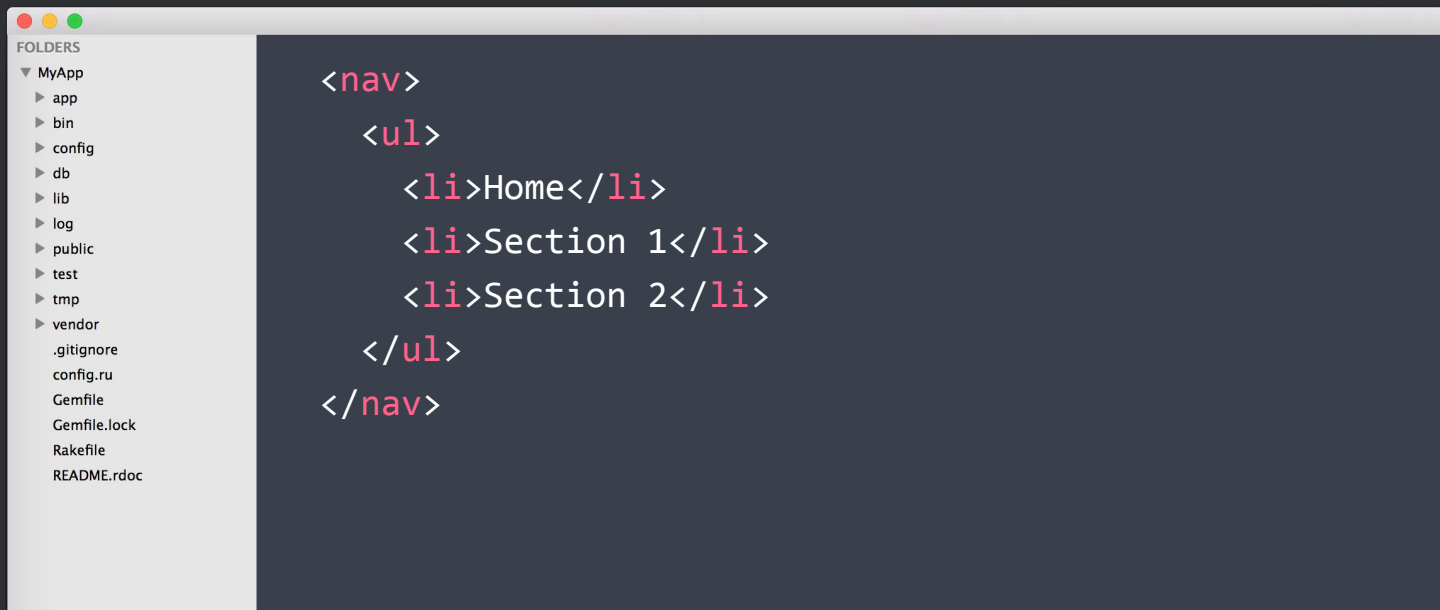 FOLDERS
MyApp
app
bin
config
db
lib
log
public
test
tmp
vendor
.gitignore
config.ru
Gemfile
Gemfile.lock
Rakefile
README.rdoc
<nav>
  <ul>
    <li>Home</li>
    <li>Section 1</li>
    <li>Section 2</li>
  </ul>
</nav>